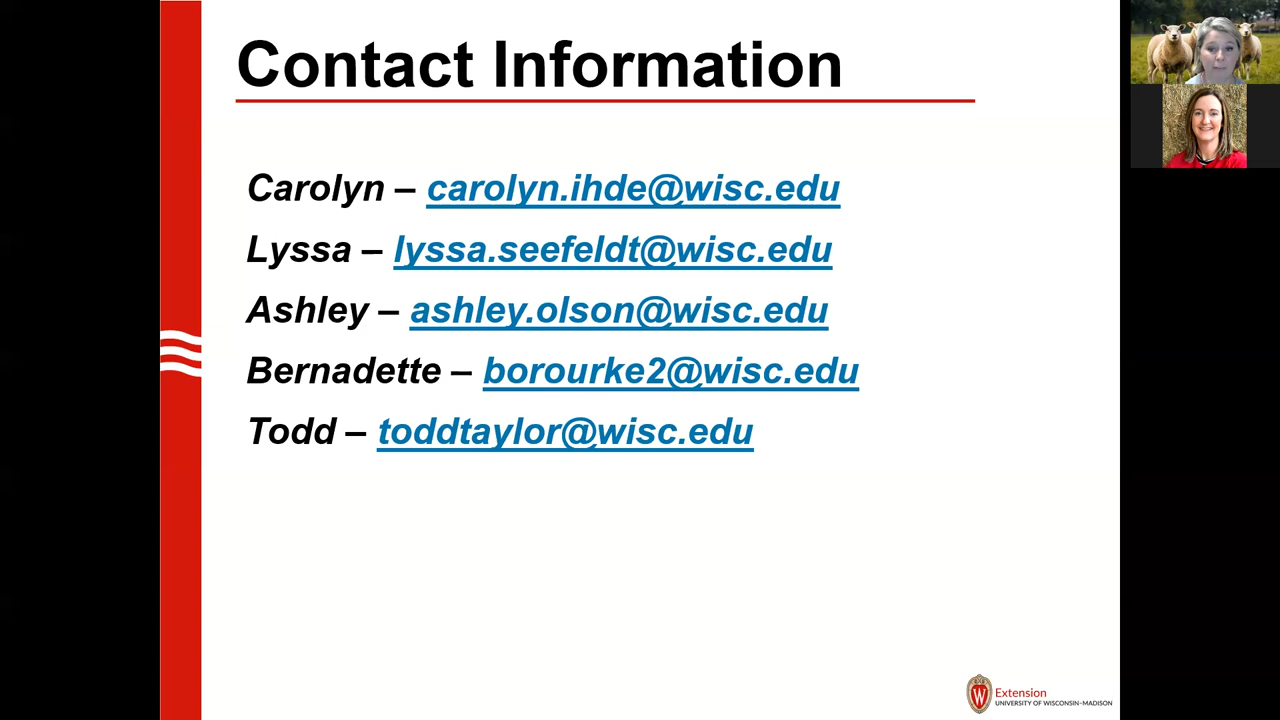 Contact Information
Carolyn – carolyn.ihde@wisc.edu
Lyssa – lyssa.seefeldt@wisc.edu
Ashley – ashley.olson@wisc.edu
Bernadette – borourke2@wisc.edu
Todd – toddtaylor@wisc.edu
W
Extension
UNIVERSITY OF WISCONSIN–MADISON